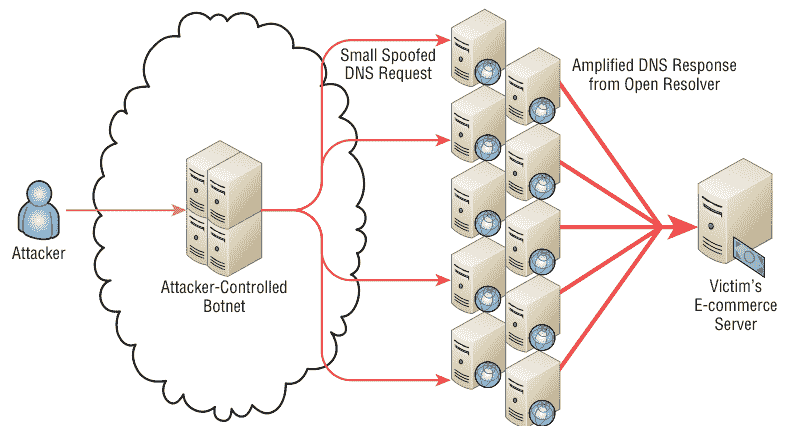 Small Spoofed
DNS Request
Amplified DNS Response
from Open Resolver
Attacker
Attacker-Controlled
Botnet
Victim's
E-commerce
Server